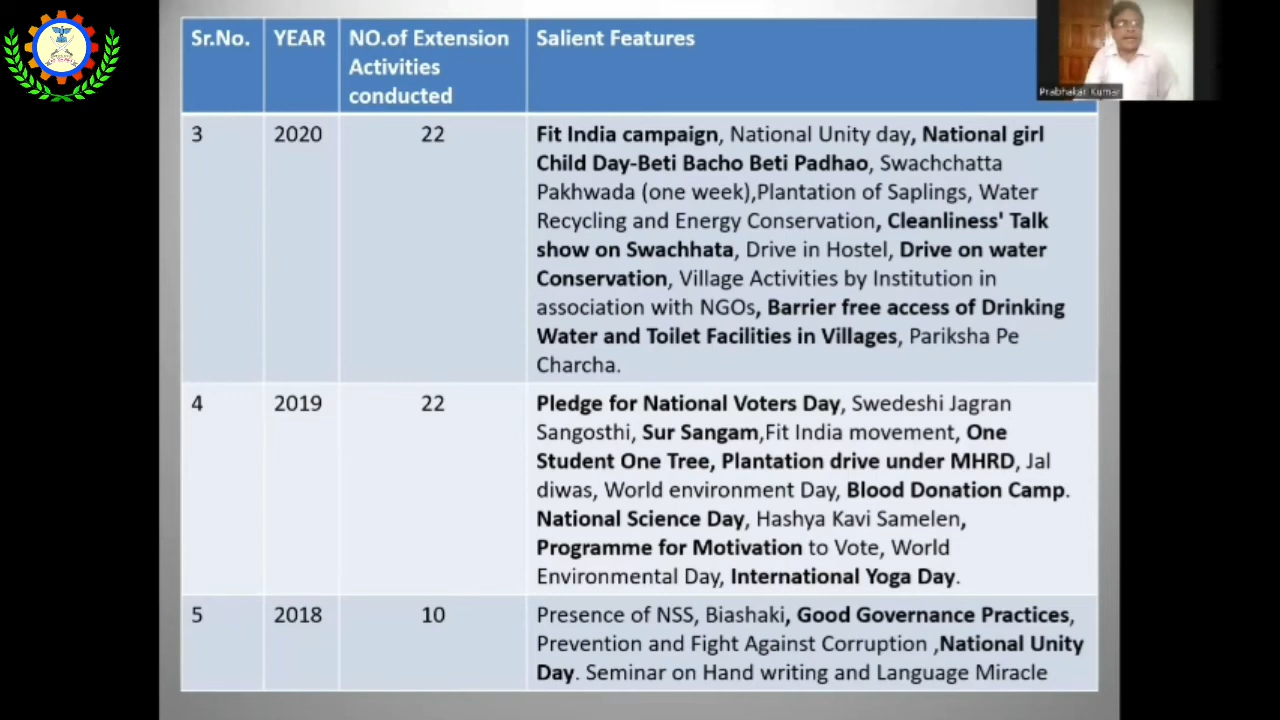 Sr.No. YEAR NO.of Extension Activities conducted Salient Features
3 2020 22 Fit India campaign, National Unity day, National girl
Child Day-Beti Bacho Beti Padhao, Swachchatta
Pakhwada (one week),Plantation of Saplings, Water
Recycling and Energy Conservation, Cleanliness' Talk
show on Swachhata, Drive in Hostel, Drive on water
Conservation, Village Activities by Institution in
association with NGOs, Barrier free access of Drinking
Water and Toilet Facilities in Villages, Pariksha Pe
Charcha.
4 2019 22 Pledge for National Voters Day, Swedeshi Jagran
Sangosthi, Sur Sangam,Fit India movement, One
Student One Tree, Plantation drive under MHRD, Jal
diwas, World environment Day, Blood Donation Camp.
National Science Day, Hashya Kavi Samelen,
Programme for Motivation to Vote, World
Environmental Day, International Yoga Day.
5 2018 10 Presence of NSS, Biashaki, Good Governance Practices,
Prevention and Fight Against Corruption ,National Unity
Day. Seminar on Hand writing and Language Miracle
Prabhakar Kumar